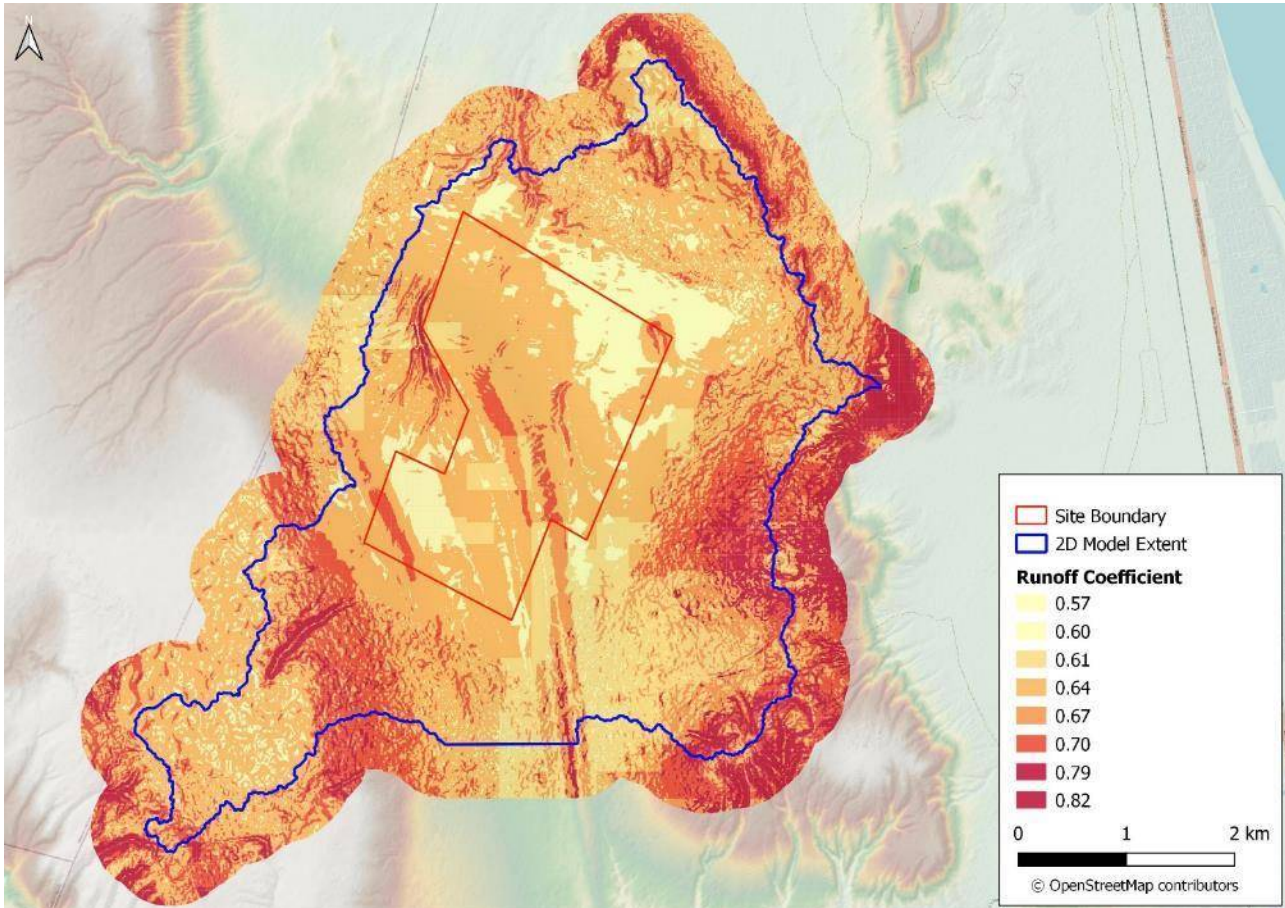 N
Site Boundary
2D Model Extent
Runoff Coefficient
0.57
0.60
0.61
0.64
0.67
0.70
0.79
0.82
0 1 2 km
© OpenStreetMap contributors